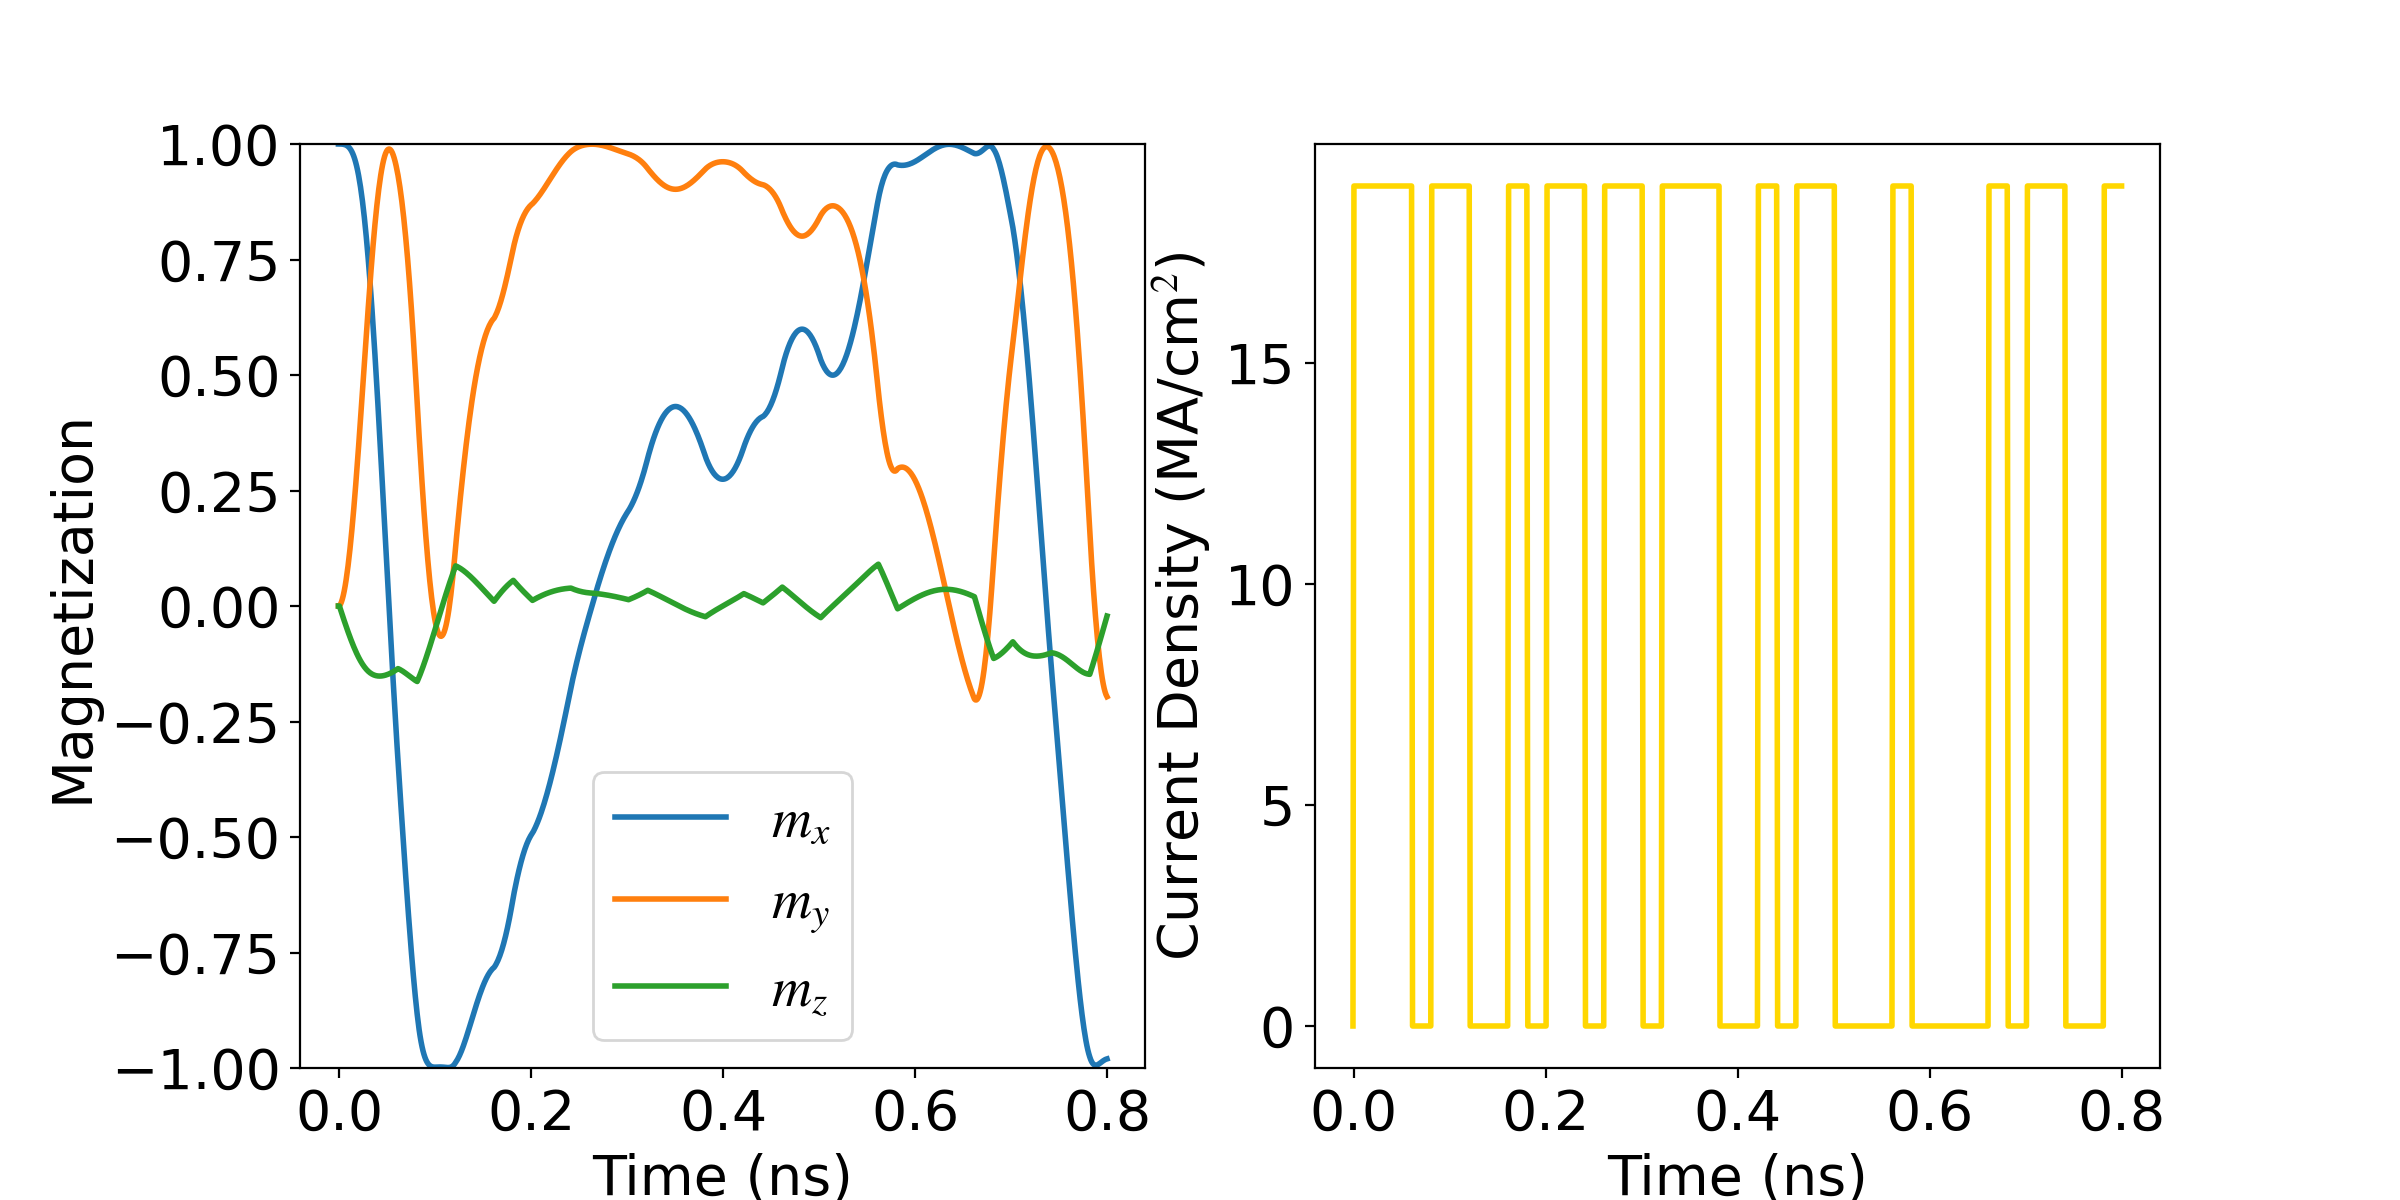 Magnetization
1.00
0.75
0.50
0.25
0.00
−0.25
−0.50
−0.75
−1.00
0.0 0.2 0.4 0.6 0.8
Time (ns)
m_x
m_y
m_z
Current Density (MA/cm²)
15
10
5
0
0.0 0.2 0.4 0.6 0.8
Time (ns)